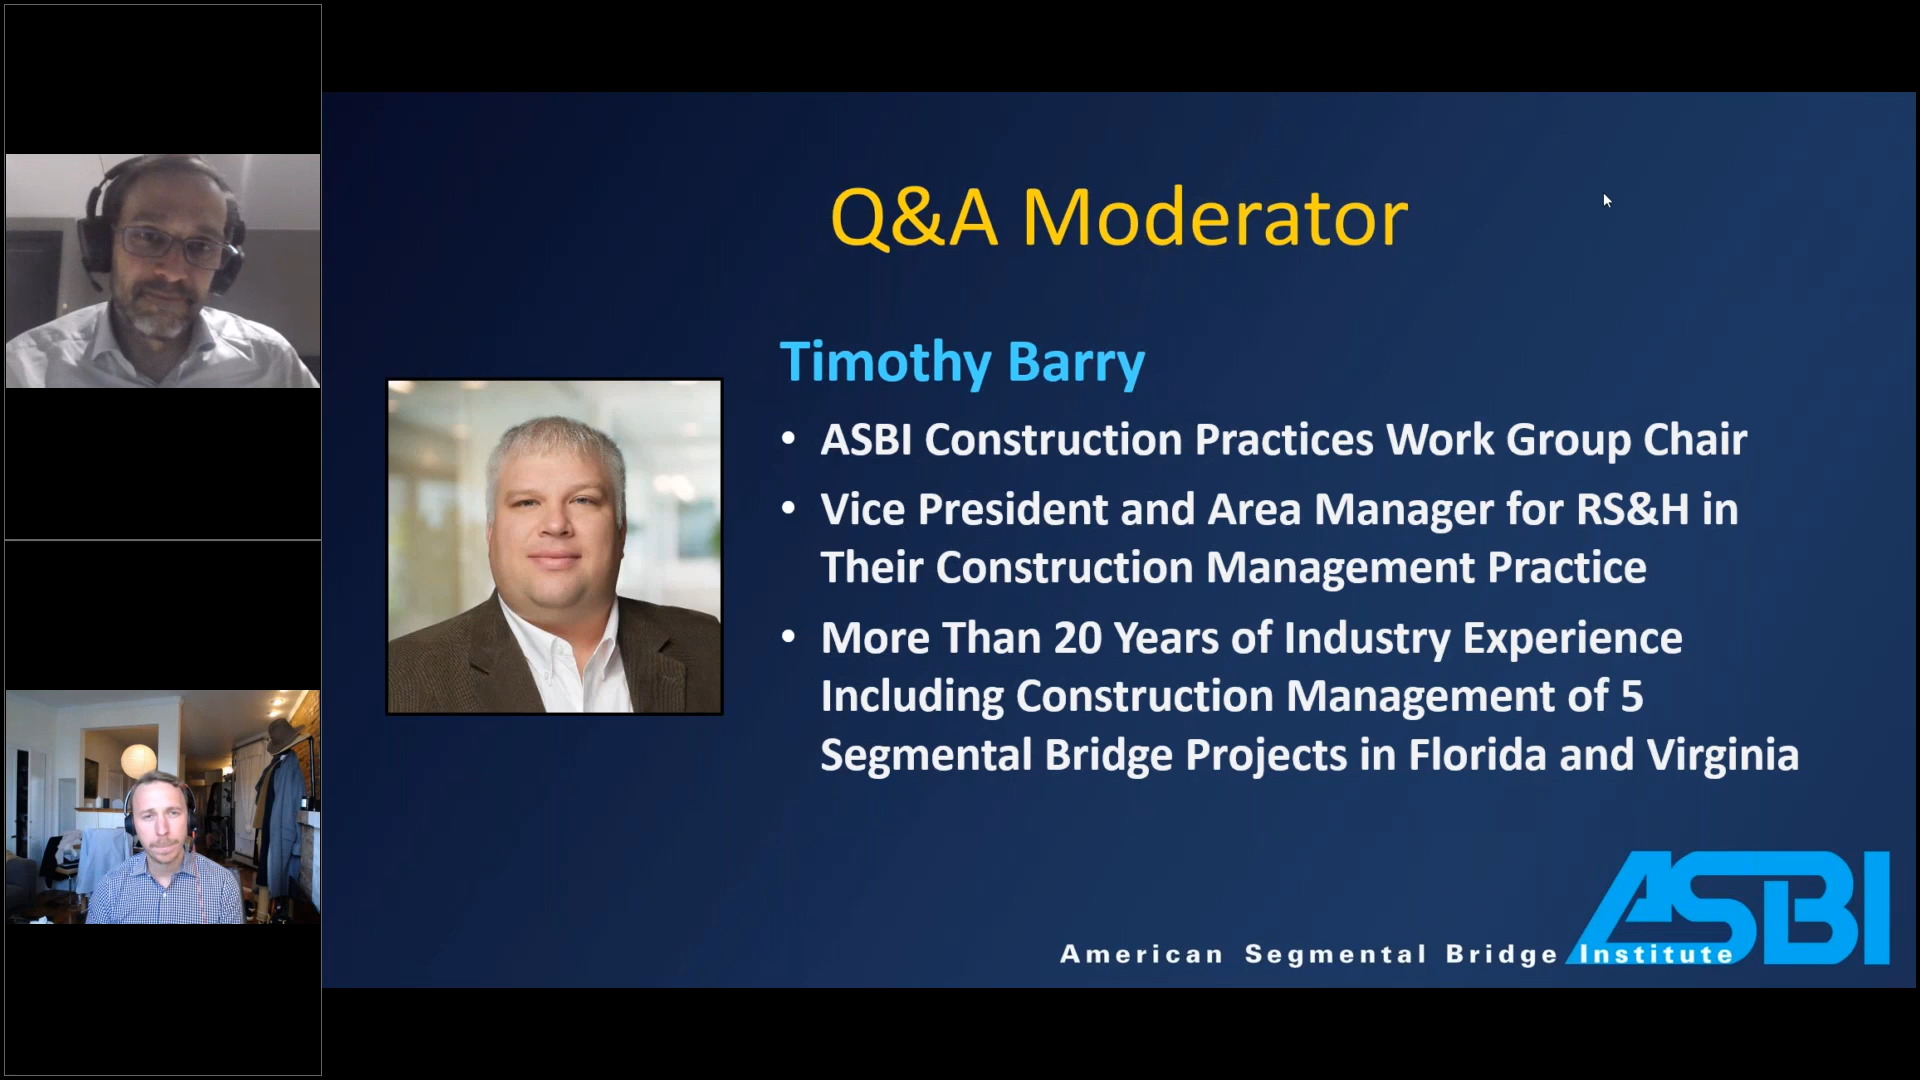 Q&A Moderator
Timothy Barry
• ASBI Construction Practices Work Group Chair
• Vice President and Area Manager for RS&H in
Their Construction Management Practice
• More Than 20 Years of Industry Experience
Including Construction Management of 5
Segmental Bridge Projects in Florida and Virginia
ASBI
American Segmental Bridge Institute